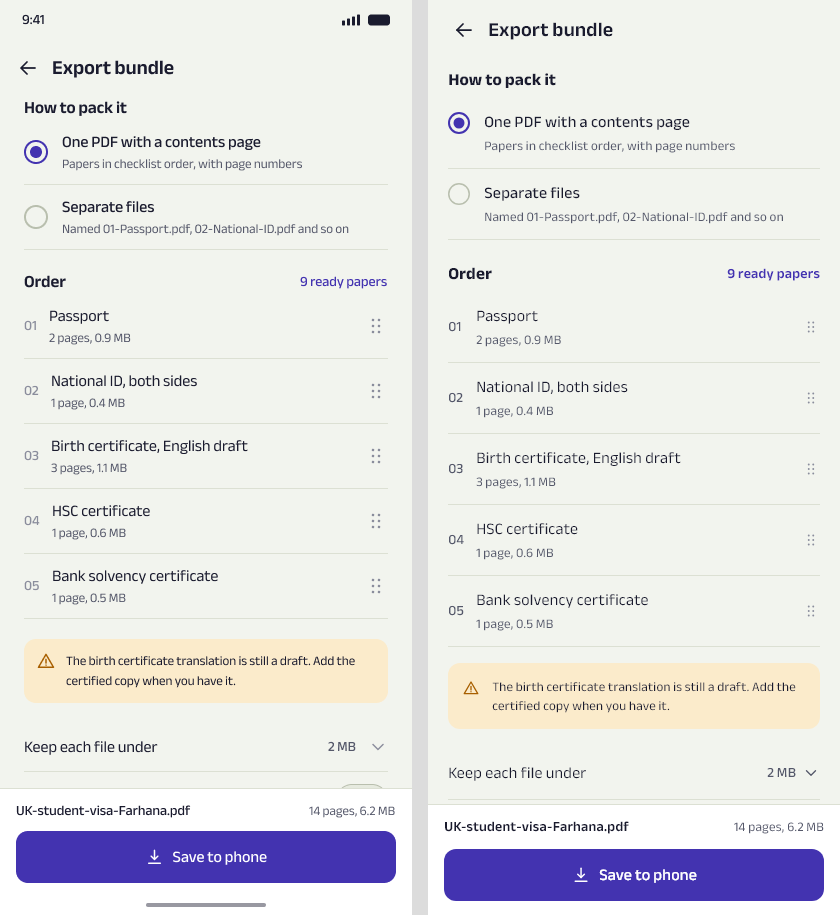 9:41
Export bundle
How to pack it
One PDF with a contents page
Papers in checklist order, with page numbers
Separate files
Named 01-Passport.pdf, 02-National-ID.pdf and so on
Order
9 ready papers
01
Passport
2 pages, 0.9 MB
02
National ID, both sides
1 page, 0.4 MB
03
Birth certificate, English draft
3 pages, 1.1 MB
04
HSC certificate
1 page, 0.6 MB
05
Bank solvency certificate
1 page, 0.5 MB
The birth certificate translation is still a draft. Add the
certified copy when you have it.
Keep each file under
2 MB
UK-student-visa-Farhana.pdf
14 pages, 6.2 MB
Save to phone
Export bundle
How to pack it
One PDF with a contents page
Papers in checklist order, with page numbers
Separate files
Named 01-Passport.pdf, 02-National-ID.pdf and so on
Order
9 ready papers
01
Passport
2 pages, 0.9 MB
02
National ID, both sides
1 page, 0.4 MB
03
Birth certificate, English draft
3 pages, 1.1 MB
04
HSC certificate
1 page, 0.6 MB
05
Bank solvency certificate
1 page, 0.5 MB
The birth certificate translation is still a draft. Add the
certified copy when you have it.
Keep each file under
2 MB
UK-student-visa-Farhana.pdf
14 pages, 6.2 MB
Save to phone